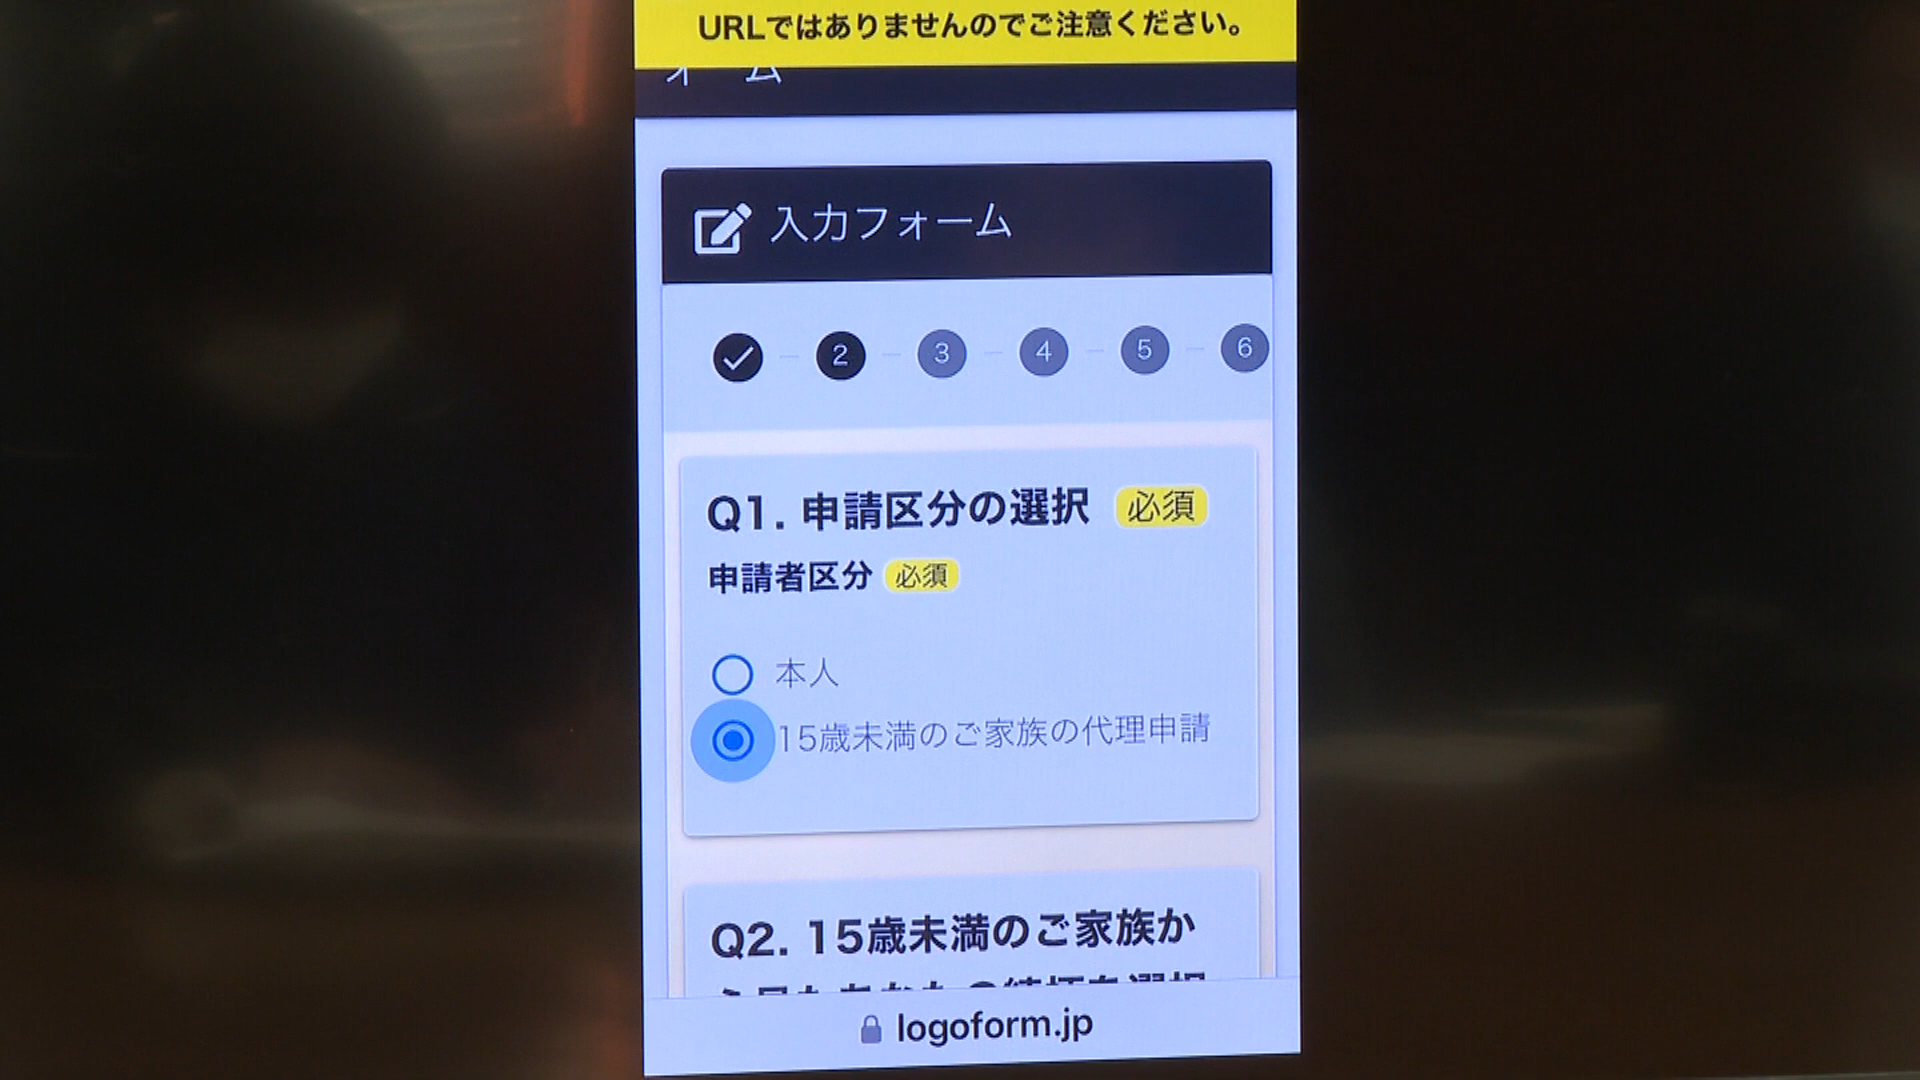 URLではありませんのでご注意ください。
入力フォーム
2 3 4 5 6
Q1. 申請区分の選択 必須
申請者区分 必須
本人
15歳未満のご家族の代理申請
Q2. 15歳未満のご家族か
logoform.jp